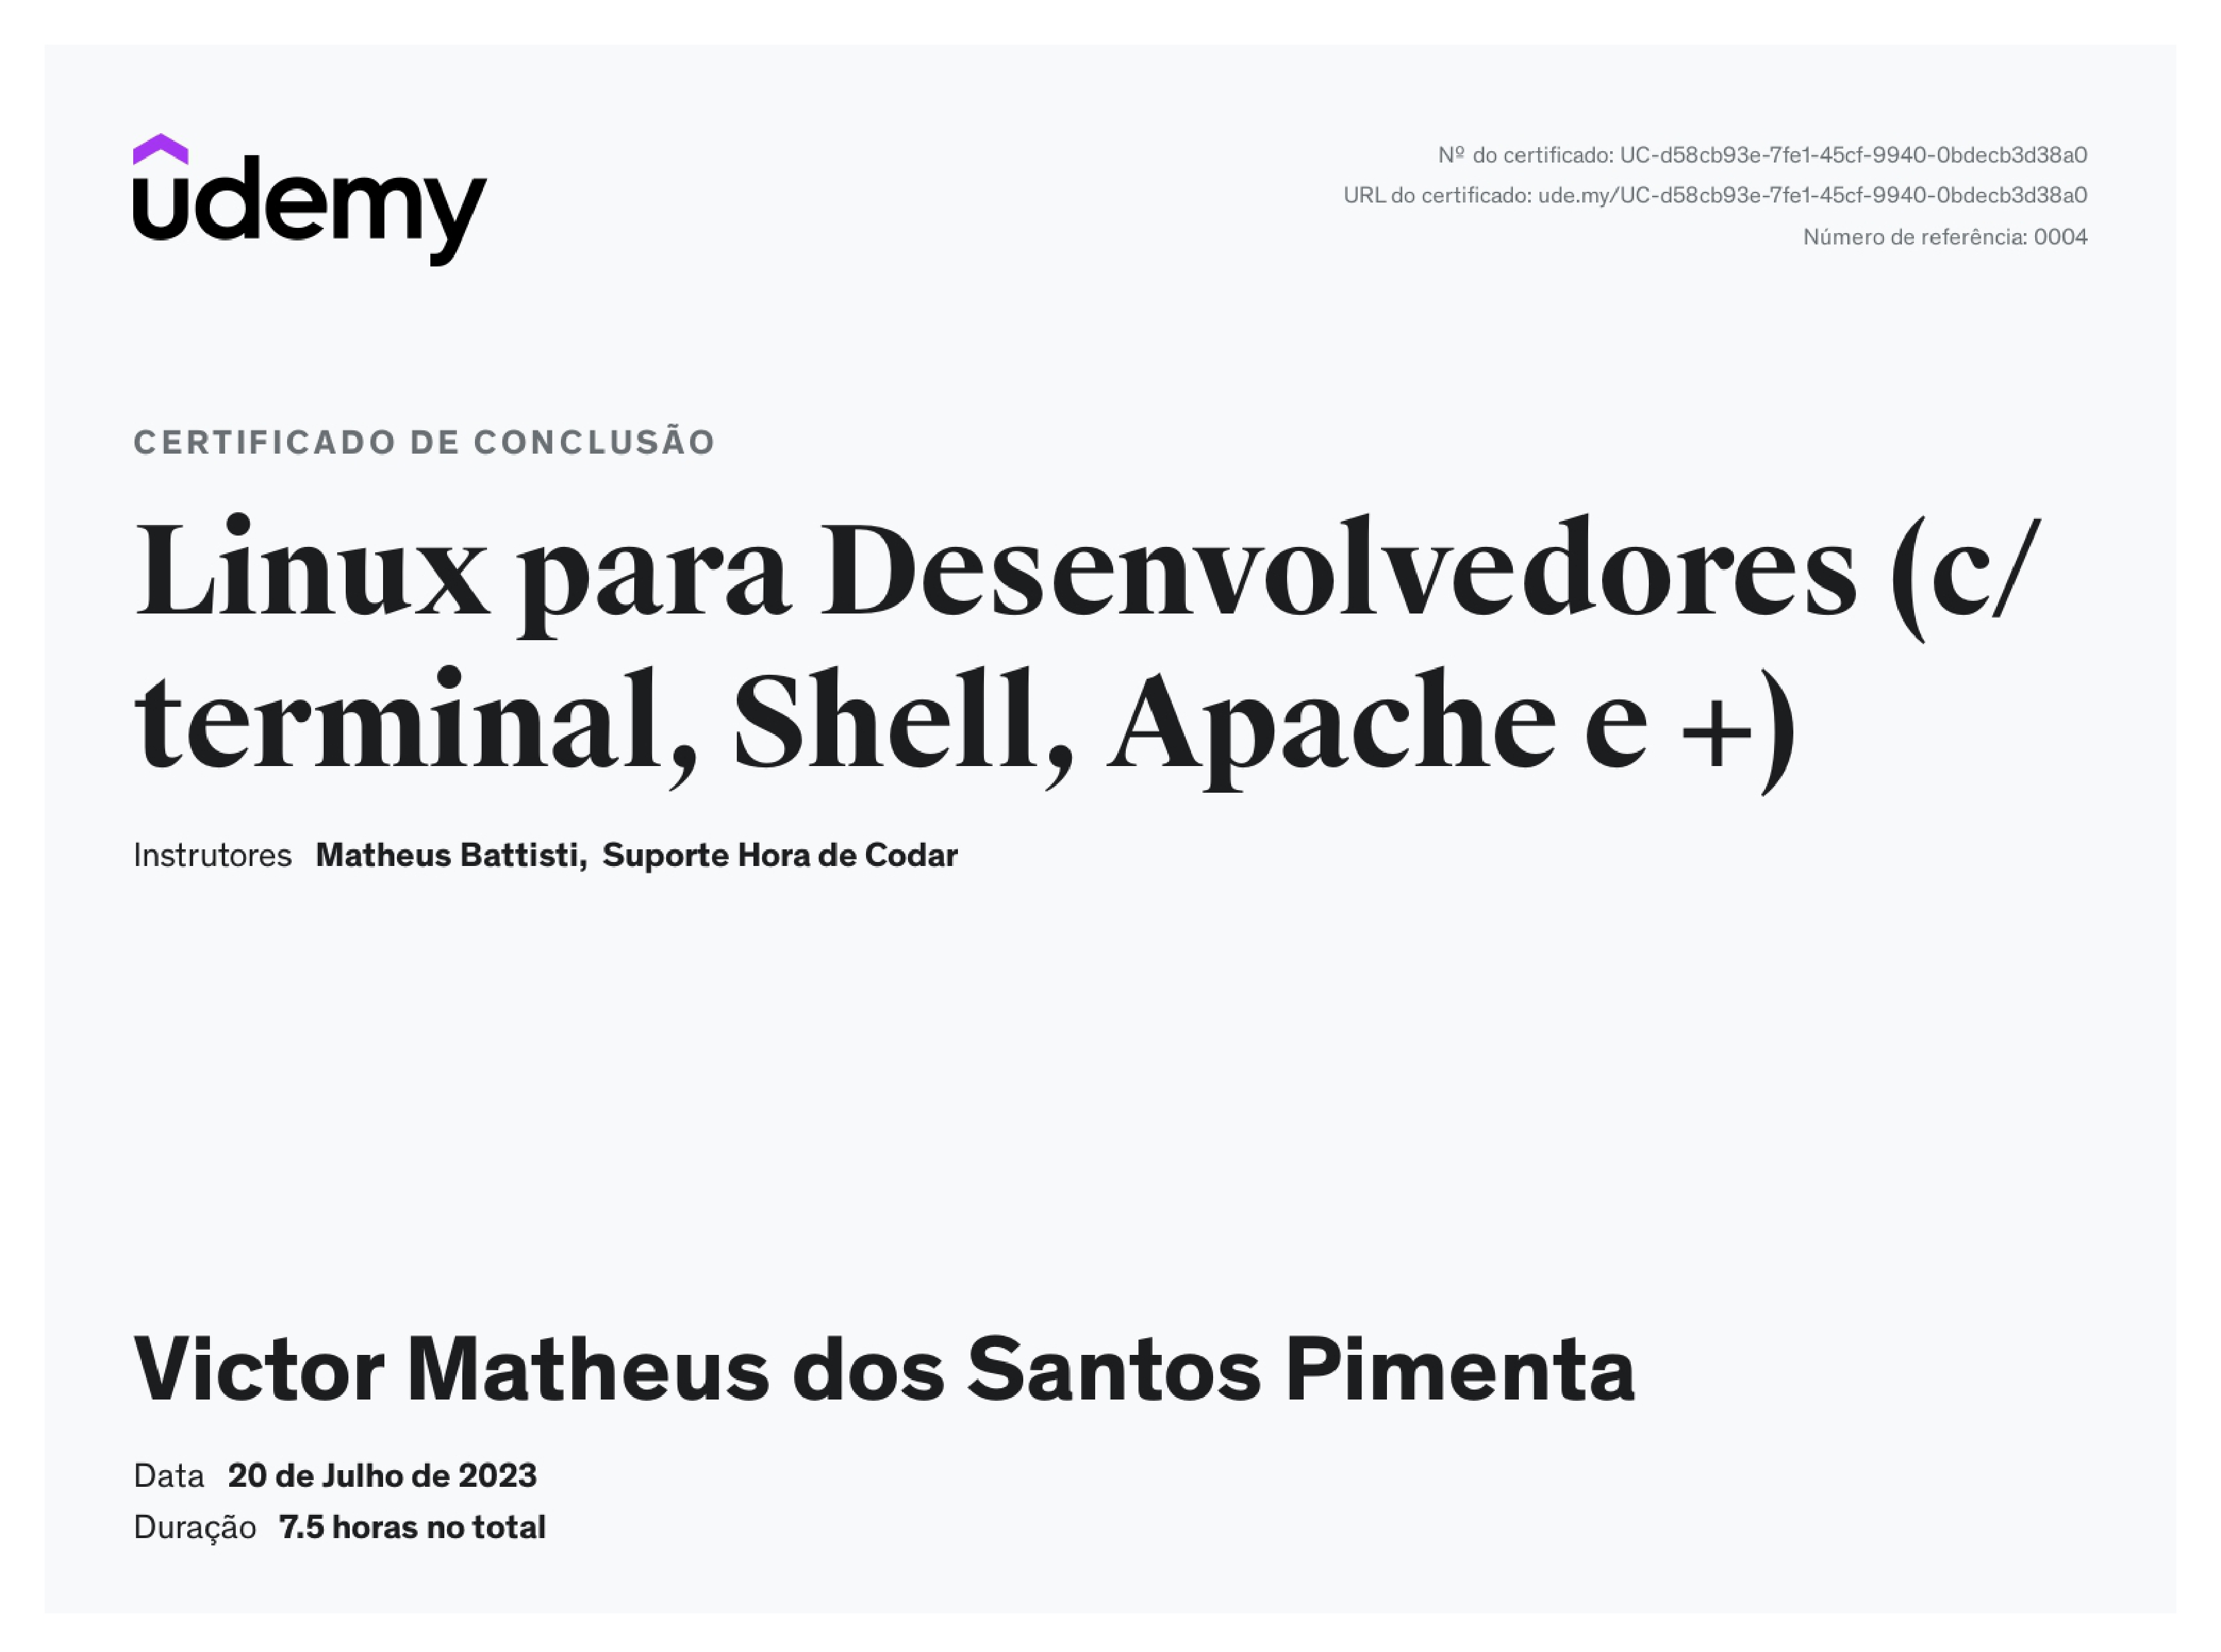 udemy
Nº do certificado: UC-d58cb93e-7fe1-45cf-9940-0bdecb3d38a0
URL do certificado: ude.my/UC-d58cb93e-7fe1-45cf-9940-0bdecb3d38a0
Número de referência: 0004
CERTIFICADO DE CONCLUSÃO
Linux para Desenvolvedores (c/
terminal, Shell, Apache e +)
Instrutores Matheus Battisti, Suporte Hora de Codar
Victor Matheus dos Santos Pimenta
Data 20 de Julho de 2023
Duração 7.5 horas no total